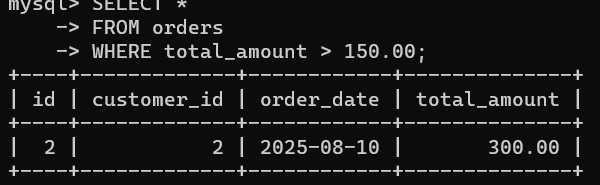 mysql> SELECT *
    -> FROM orders
    -> WHERE total_amount > 150.00;
+----+-------------+------------+--------------+
| id | customer_id | order_date | total_amount |
+----+-------------+------------+--------------+
|  2 |           2 | 2025-08-10 |       300.00 |
+----+-------------+------------+--------------+